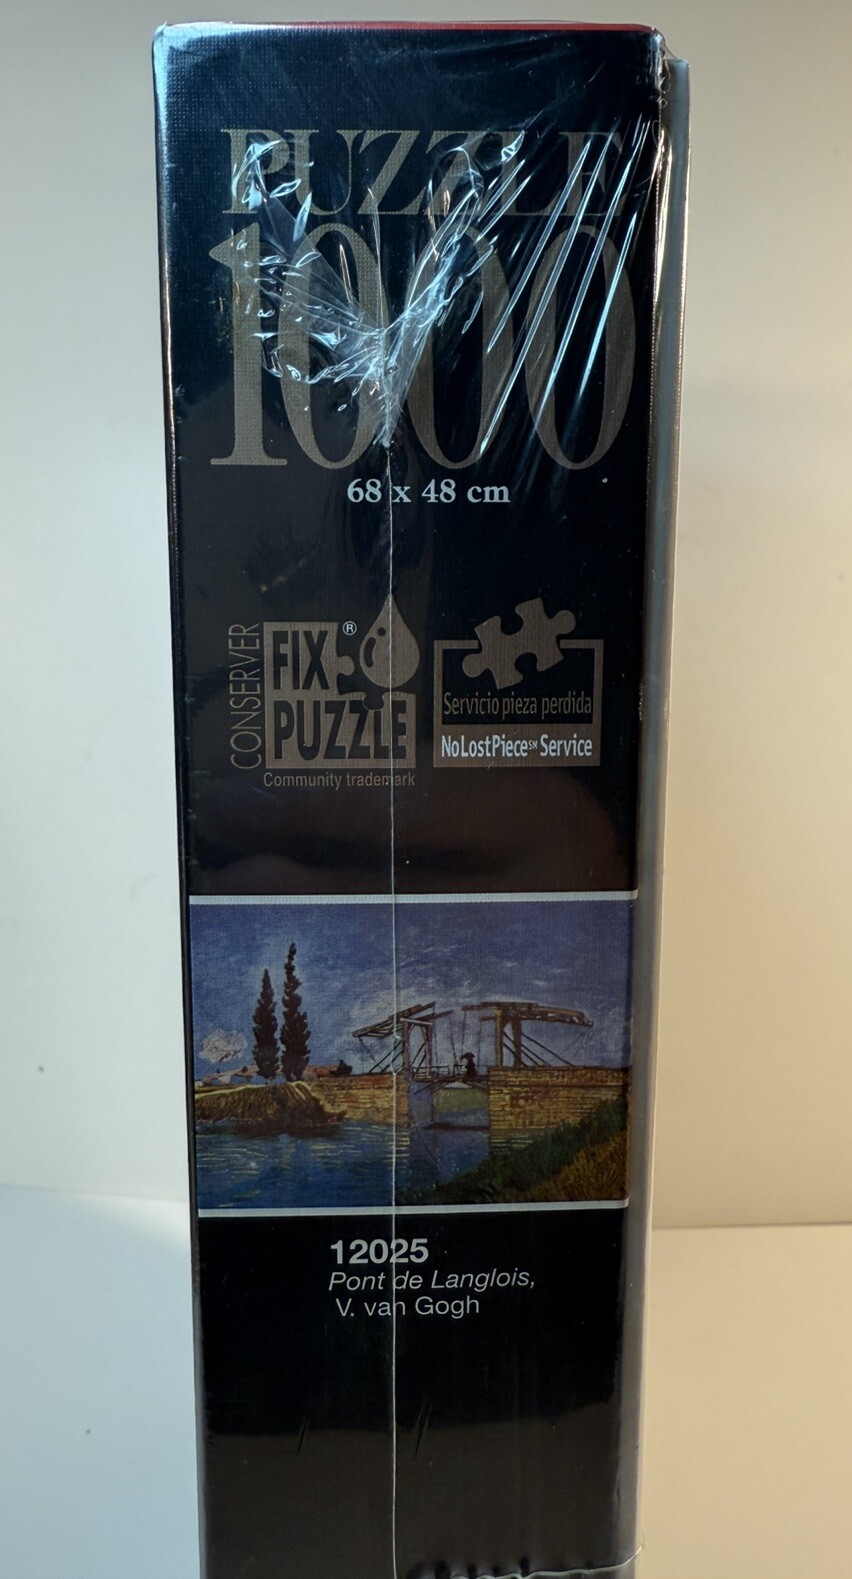 PUZZLE
1000
68 x 48 cm
CONSERVER
FIX ®
PUZZLE
Community trademark
Servicio pieza perdida
NoLostPiece℠ Service
12025
Pont de Langlois,
V. van Gogh